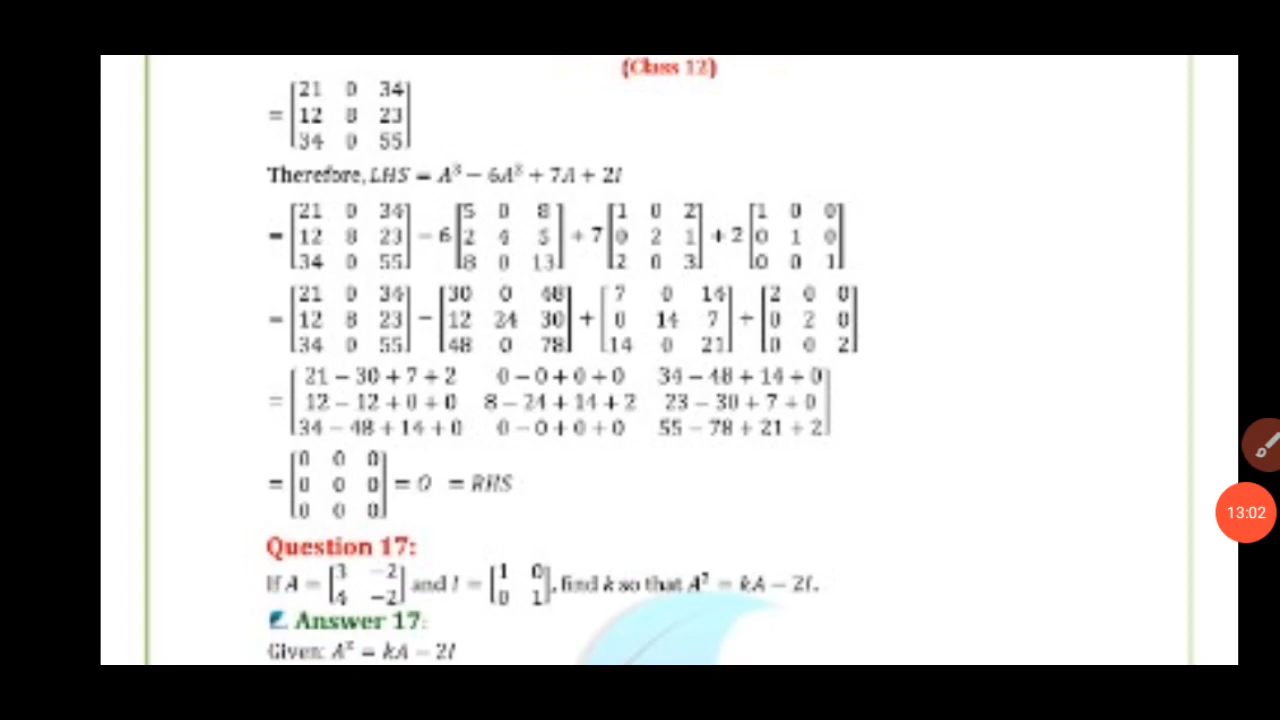 (Class 12)
= [21 0 34
12 8 23
34 0 55]
Therefore, LHS = A³ − 6A² + 7A + 2I
= [21 0 34; 12 8 23; 34 0 55] − 6 [5 0 8; 2 4 5; 8 0 13] + 7 [1 0 2; 0 2 1; 2 0 3] + 2 [1 0 0; 0 1 0; 0 0 1]
= [21 0 34; 12 8 23; 34 0 55] − [30 0 48; 12 24 30; 48 0 78] + [7 0 14; 0 14 7; 14 0 21] + [2 0 0; 0 2 0; 0 0 2]
= [21 − 30 + 7 + 2 0 − 0 + 0 + 0 34 − 48 + 14 + 0
12 − 12 + 0 + 0 8 − 24 + 14 + 2 23 − 30 + 7 + 0
34 − 48 + 14 + 0 0 − 0 + 0 + 0 55 − 78 + 21 + 2]
= [0 0 0; 0 0 0; 0 0 0] = O = RHS
Question 17:
If A = [3 −2; 4 −2] and I = [1 0; 0 1], find k so that A² = kA − 2I.
Answer 17:
Given: A² = kA − 2I
13:02